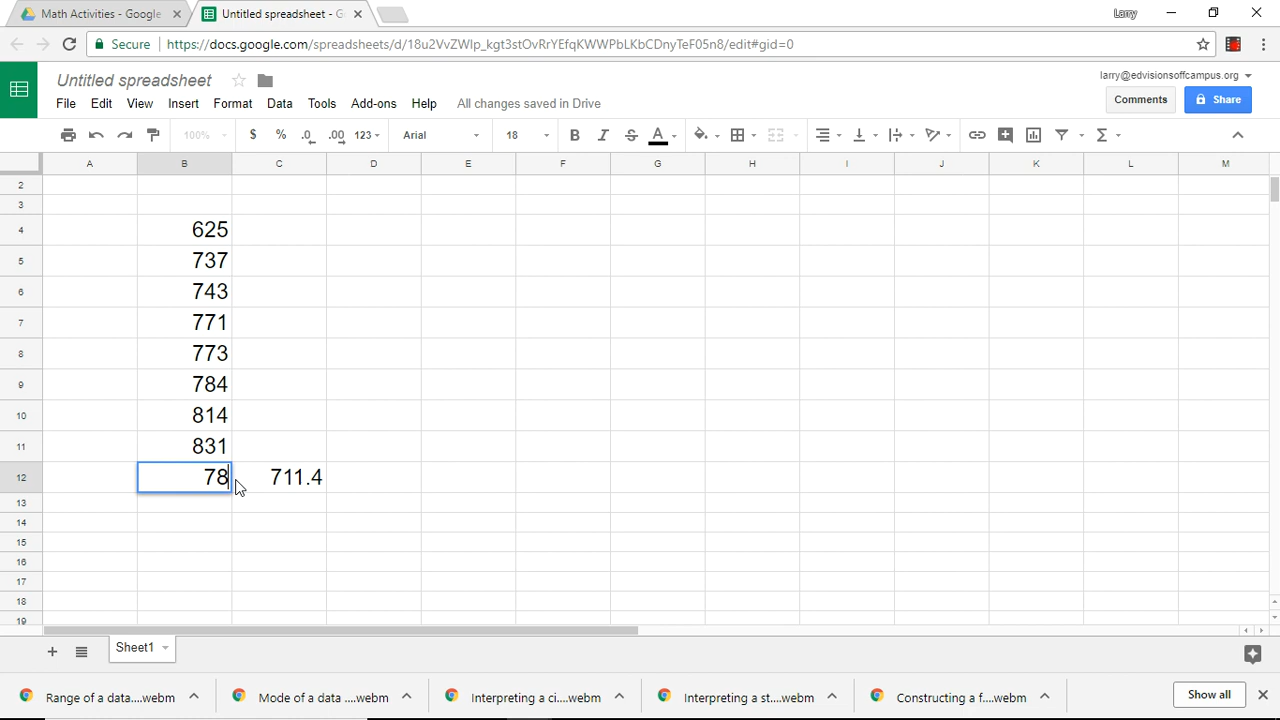 Math Activities - Google
Untitled spreadsheet - G
Larry
Secure
https://docs.google.com/spreadsheets/d/18u2VvZWlp_kgt3stOvRrYEfqKWWPbLKbCDnyTeF05n8/edit#gid=0
Untitled spreadsheet
larry@edvisionsoffcampus.org
File Edit View Insert Format Data Tools Add-ons Help All changes saved in Drive
Comments
Share
100% $ % .0 .00 123 Arial 18 B I S A Σ
A B C D E F G H I J K L M
2
3
4 625
5 737
6 743
7 771
8 773
9 784
10 814
11 831
12 78 711.4
13
14
15
16
17
18
19
+ Sheet1
Range of a data....webm
Mode of a data ....webm
Interpreting a ci....webm
Interpreting a st....webm
Constructing a f....webm
Show all